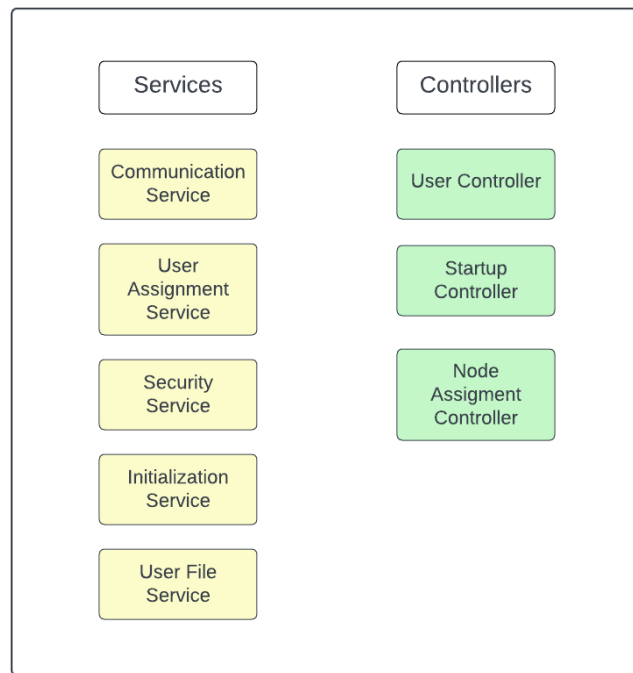 Services
Communication
Service
User
Assignment
Service
Security
Service
Initialization
Service
User File
Service
Controllers
User Controller
Startup
Controller
Node
Assigment
Controller